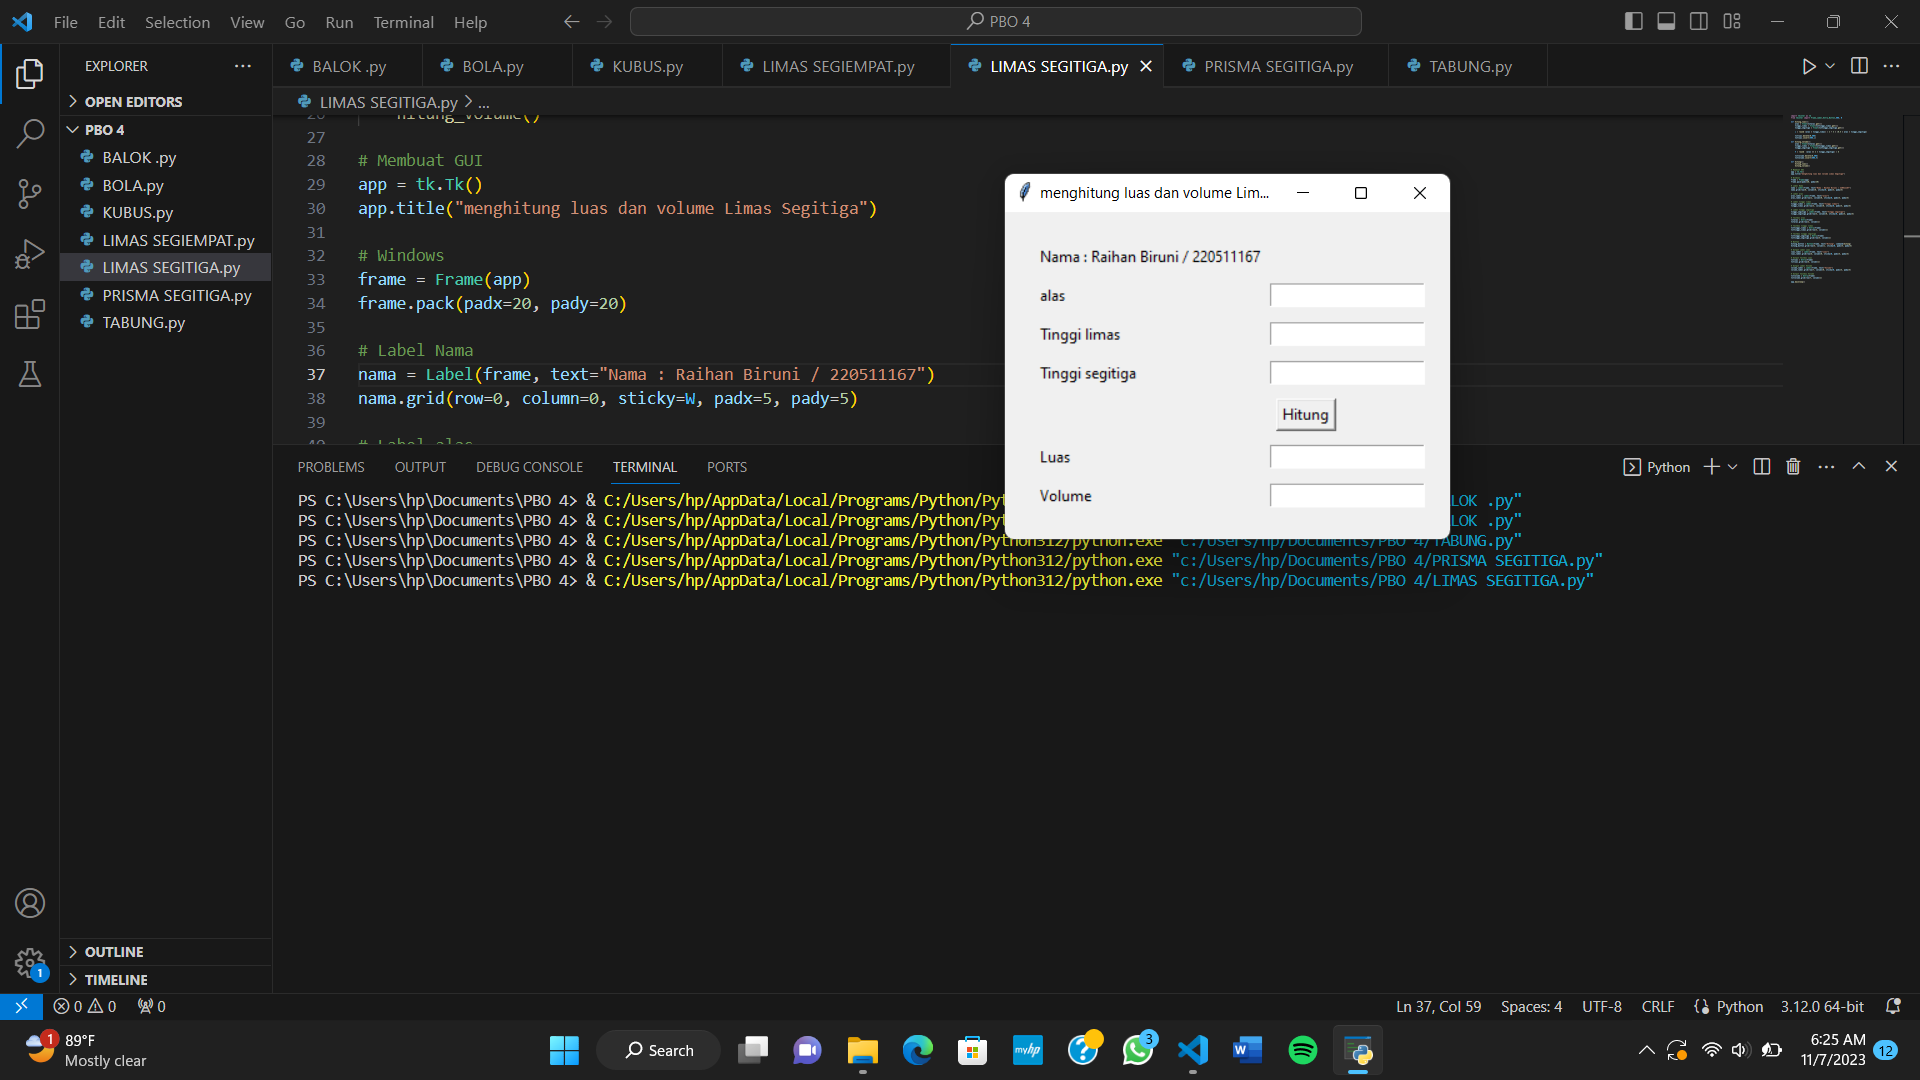 File Edit Selection View Go Run Terminal Help
PBO 4
EXPLORER
BALOK .py BOLA.py KUBUS.py LIMAS SEGIEMPAT.py LIMAS SEGITIGA.py PRISMA SEGITIGA.py TABUNG.py
OPEN EDITORS
LIMAS SEGITIGA.py > ...
PBO 4
BALOK .py
BOLA.py
KUBUS.py
LIMAS SEGIEMPAT.py
LIMAS SEGITIGA.py
PRISMA SEGITIGA.py
TABUNG.py
OUTLINE
TIMELINE
26 hitung_volume()
27
28 # Membuat GUI
29 app = tk.Tk()
30 app.title("menghitung luas dan volume Limas Segitiga")
31
32 # Windows
33 frame = Frame(app)
34 frame.pack(padx=20, pady=20)
35
36 # Label Nama
37 nama = Label(frame, text="Nama : Raihan Biruni / 220511167")
38 nama.grid(row=0, column=0, sticky=W, padx=5, pady=5)
39
40 # Label alas
menghitung luas dan volume Lim...
Nama : Raihan Biruni / 220511167
alas
Tinggi limas
Tinggi segitiga
Hitung
Luas
Volume
PROBLEMS OUTPUT DEBUG CONSOLE TERMINAL PORTS
Python
PS C:\Users\hp\Documents\PBO 4> & C:/Users/hp/AppData/Local/Programs/Python/Pyt LOK .py"
PS C:\Users\hp\Documents\PBO 4> & C:/Users/hp/AppData/Local/Programs/Python/Pyt LOK .py"
PS C:\Users\hp\Documents\PBO 4> & C:/Users/hp/AppData/Local/Programs/Python/Python312/python.exe "c:/Users/hp/Documents/PBO 4/TABUNG.py"
PS C:\Users\hp\Documents\PBO 4> & C:/Users/hp/AppData/Local/Programs/Python/Python312/python.exe "c:/Users/hp/Documents/PBO 4/PRISMA SEGITIGA.py"
PS C:\Users\hp\Documents\PBO 4> & C:/Users/hp/AppData/Local/Programs/Python/Python312/python.exe "c:/Users/hp/Documents/PBO 4/LIMAS SEGITIGA.py"
1
0 0 0
Ln 37, Col 59 Spaces: 4 UTF-8 CRLF {} Python 3.12.0 64-bit
1
89°F
Mostly clear
Search
myhp
3
6:25 AM
11/7/2023
12